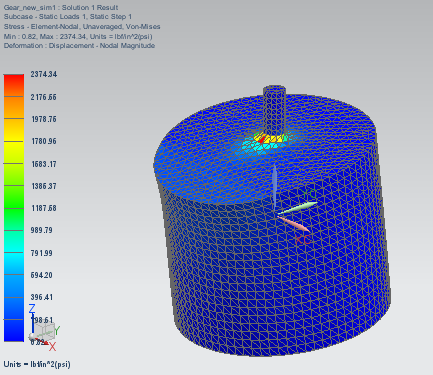 Gear_new_sim1 : Solution 1 Result
Subcase - Static Loads 1, Static Step 1
Stress - Element-Nodal, Unaveraged, Von-Mises
Min : 0.82, Max : 2374.34, Units = lbf/in^2(psi)
Deformation : Displacement - Nodal Magnitude
2374.34
2176.55
1978.76
1780.96
1583.17
1385.37
1187.58
989.79
791.99
594.20
396.41
198.61
0.82
Z
Y
X
Units = lbf/in^2(psi)